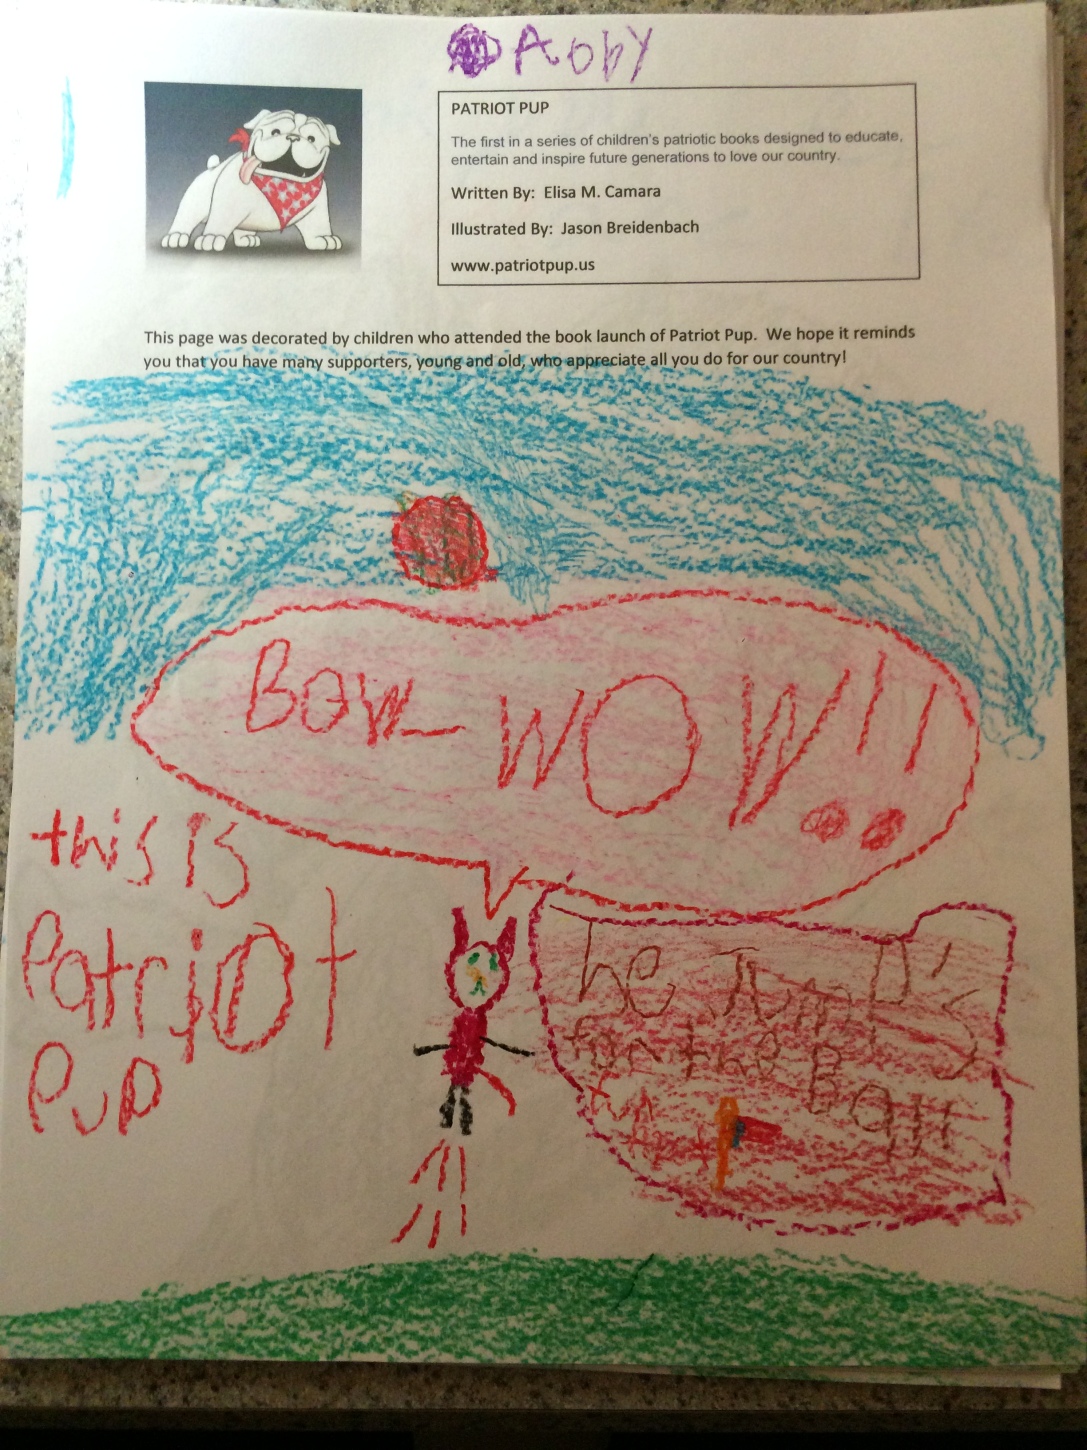 AobY
PATRIOT PUP
The first in a series of children's patriotic books designed to educate,
entertain and inspire future generations to love our country.
Written By: Elisa M. Camara
Illustrated By: Jason Breidenbach
www.patriotpup.us
This page was decorated by children who attended the book launch of Patriot Pup. We hope it reminds
you that you have many supporters, young and old, who appreciate all you do for our country!
BOW-WOW!!
this is
Patriot
Pup
he Jump's
for the Ball